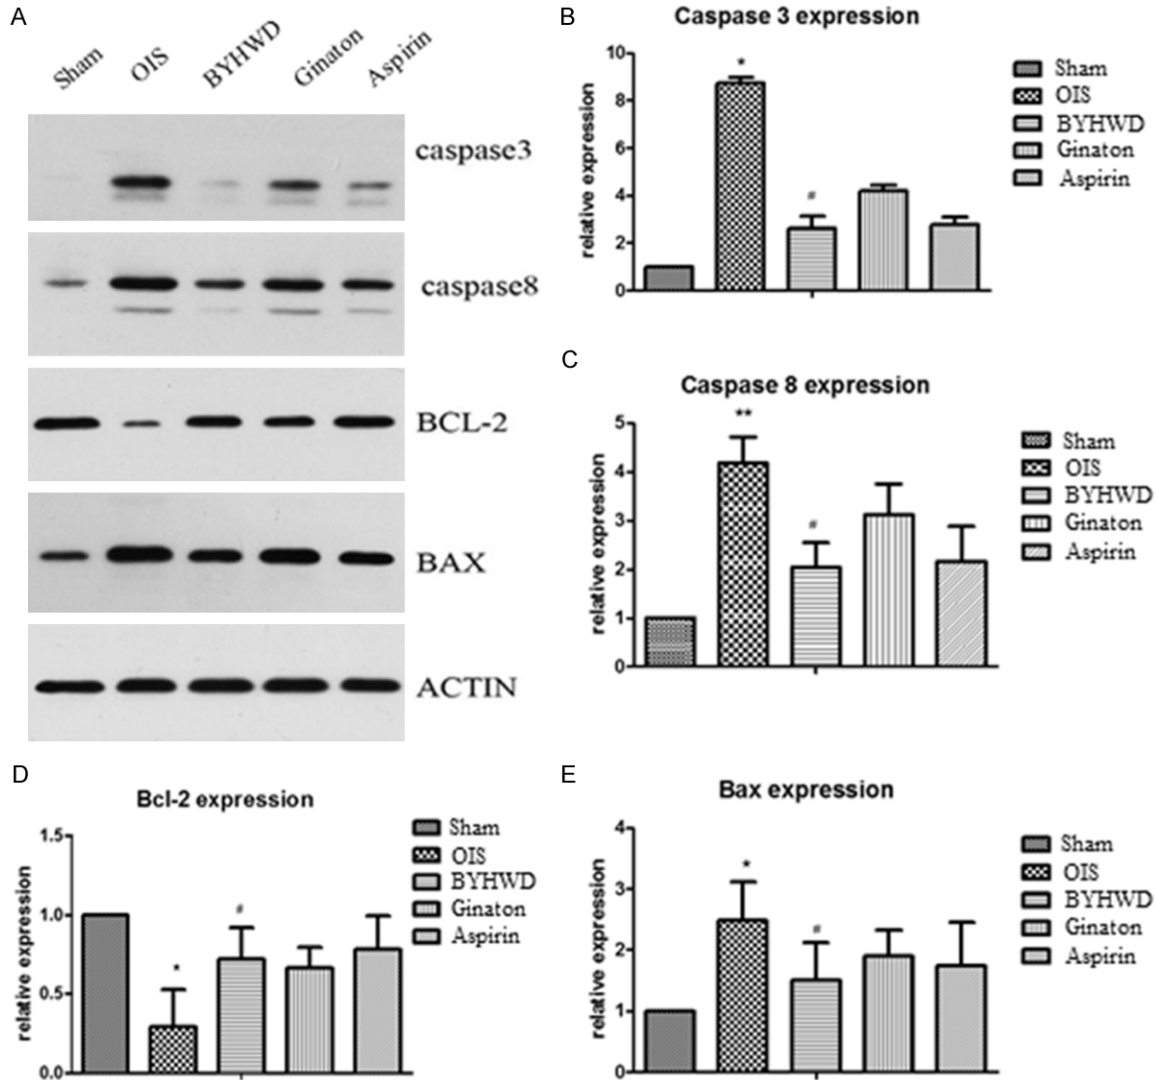 A
Sham
OIS
BYHWD
Ginaton
Aspirin
caspase3
caspase8
BCL-2
BAX
ACTIN
B
Caspase 3 expression
relative expression
10
8
6
4
2
0
*
#
Sham
OIS
BYHWD
Ginaton
Aspirin
C
Caspase 8 expression
relative expression
5
4
3
2
1
0
**
#
Sham
OIS
BYHWD
Ginaton
Aspirin
D
Bcl-2 expression
relative expression
1.5
1.0
0.5
0.0
*
#
Sham
OIS
BYHWD
Ginaton
Aspirin
E
Bax expression
relative expression
4
3
2
1
0
*
#
Sham
OIS
BYHWD
Ginaton
Aspirin